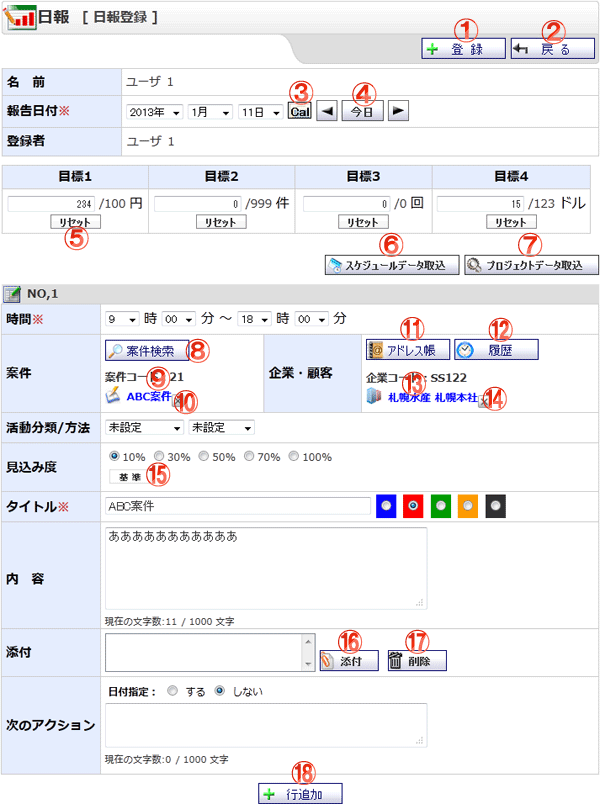 日報 [ 日報登録 ]
① ②
登 録 戻 る
名 前 ユーザ 1
③ ④
報告日付※ 2013年 1月 11日 Cal 今日
登録者 ユーザ 1
目標1 目標2 目標3 目標4
234 /100 円 0 /999 件 0 /0 回 15 /123 ドル
リセット リセット リセット リセット
⑤ ⑥ ⑦
スケジュールデータ取込 プロジェクトデータ取込
NO,1
時間※ 9 時 00 分 ～ 18 時 00 分
⑪ ⑫
案件検索 ⑧ アドレス帳 履歴
案件 企業・顧客
案件コード 21 企業コード : SS122
⑨ ⑬
ABC案件 ⑩ 札幌水産 札幌本社 ⑭
活動分類/方法 未設定 未設定
見込み度 10% 30% 50% 70% 100%
基 準 ⑮
タイトル※ ABC案件
内 容 あああああああああああ
現在の文字数:11 / 1000 文字
⑯ ⑰
添付 添付 削除
日付指定： する しない
次のアクション
現在の文字数:0 / 1000 文字
⑱
行追加